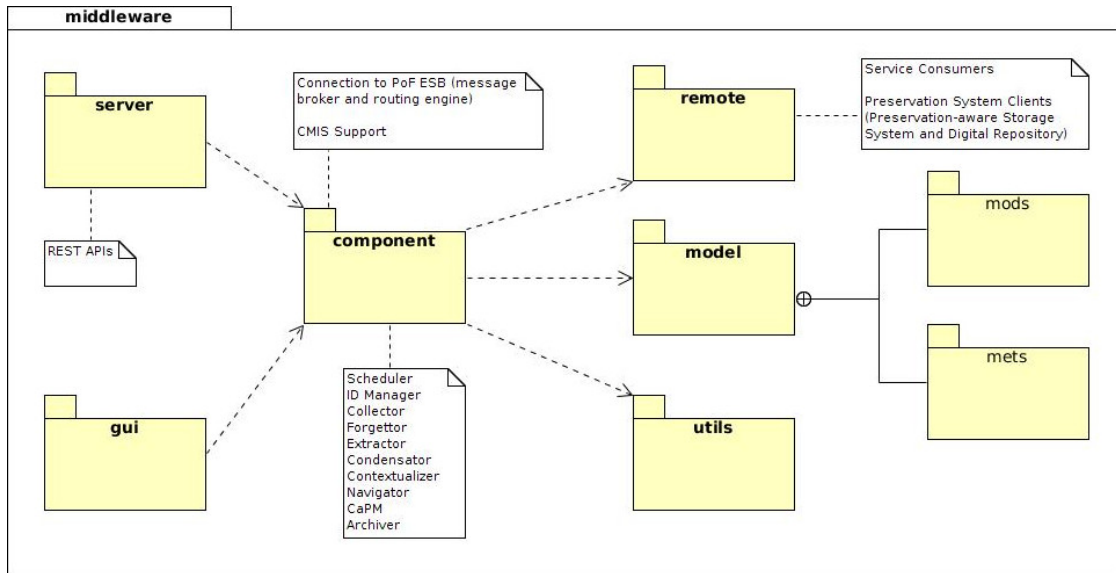 middleware
server
Connection to PoF ESB (message
broker and routing engine)
CMIS Support
remote
Service Consumers
Preservation System Clients
(Preservation-aware Storage
System and Digital Repository)
REST APIs
component
model
mods
mets
gui
Scheduler
ID Manager
Collector
Forgettor
Extractor
Condensator
Contextualizer
Navigator
CaPM
Archiver
utils